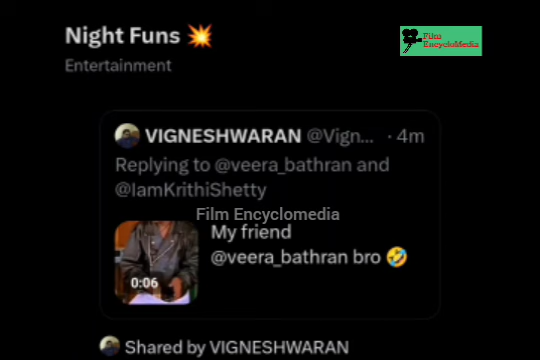 Night Funs 💥
Film
EncycloMedia
Entertainment
VIGNESHWARAN @Vign... · 4m
Replying to @veera_bathran and
@IamKrithiShetty
Film Encyclomedia
My friend
@veera_bathran bro 🤣
0:06
Shared by VIGNESHWARAN